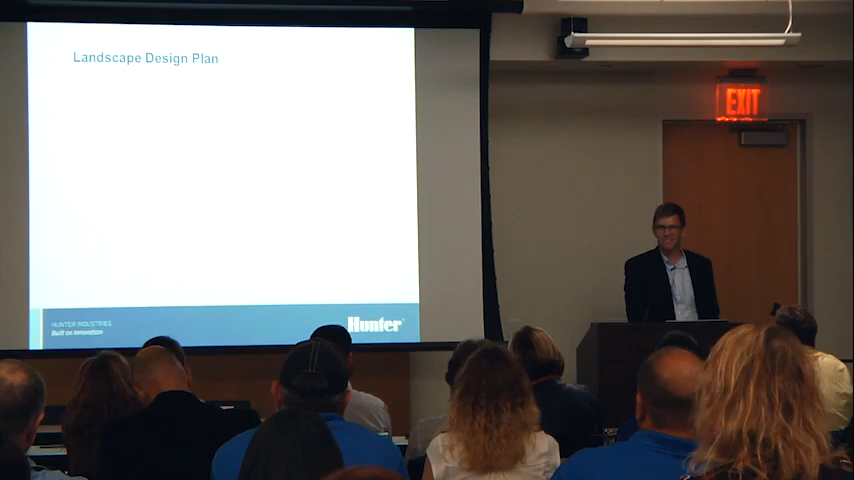 Landscape Design Plan
EXIT
HUNTER INDUSTRIES
Built on Innovation
Hunter